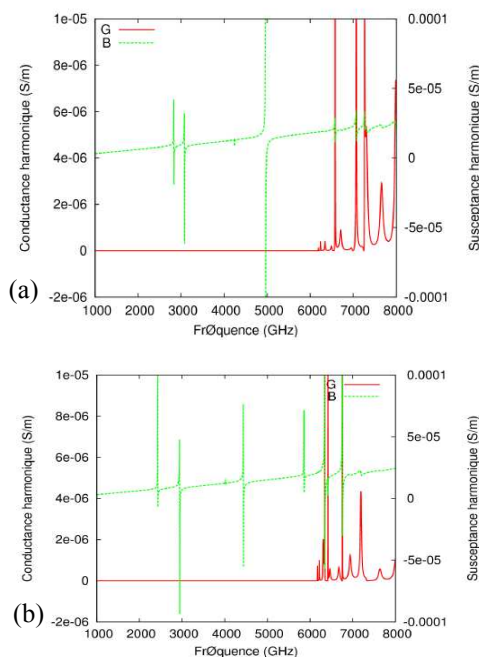 (a)
G
B
Conductance harmonique (S/m)
1e-05
8e-06
6e-06
4e-06
2e-06
0
-2e-06
0.0001
5e-05
0
-5e-05
-0.0001
Susceptance harmonique (S/m)
1000 2000 3000 4000 5000 6000 7000 8000
FrØquence (GHz)
(b)
G
B
Conductance harmonique (S/m)
1e-05
8e-06
6e-06
4e-06
2e-06
0
-2e-06
0.0001
5e-05
0
-5e-05
-0.0001
Susceptance harmonique (S/m)
1000 2000 3000 4000 5000 6000 7000 8000
FrØquence (GHz)